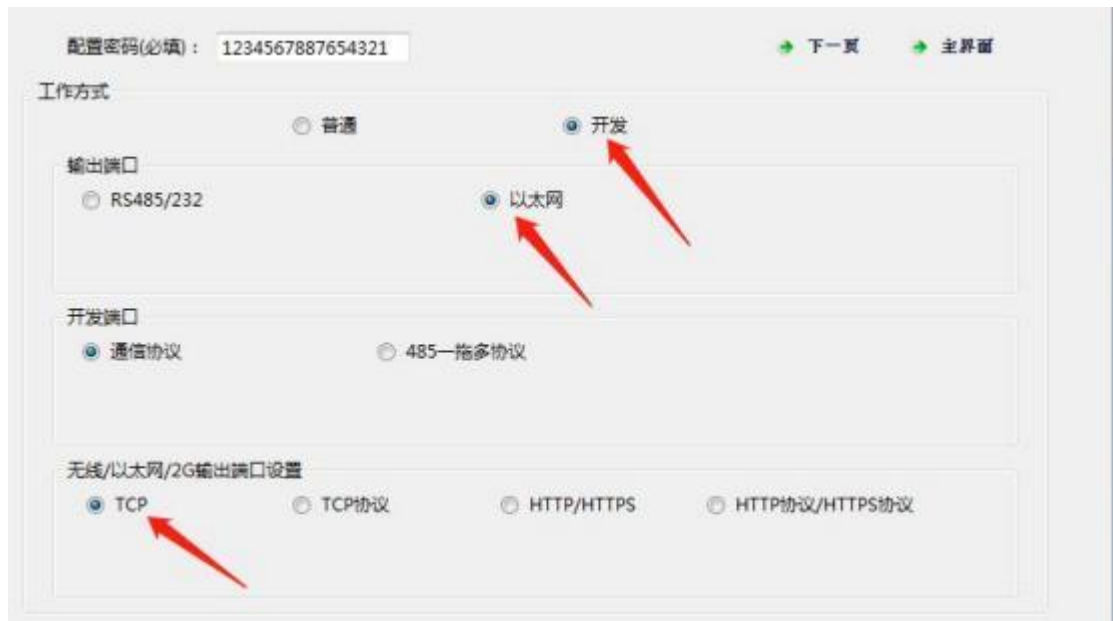 配置密码(必填)： 1234567887654321 下一页 主界面
工作方式
普通 开发
输出端口
RS485/232 以太网
开发端口
通信协议 485一拖多协议
无线/以太网/2G输出端口设置
TCP TCP协议 HTTP/HTTPS HTTP协议/HTTPS协议